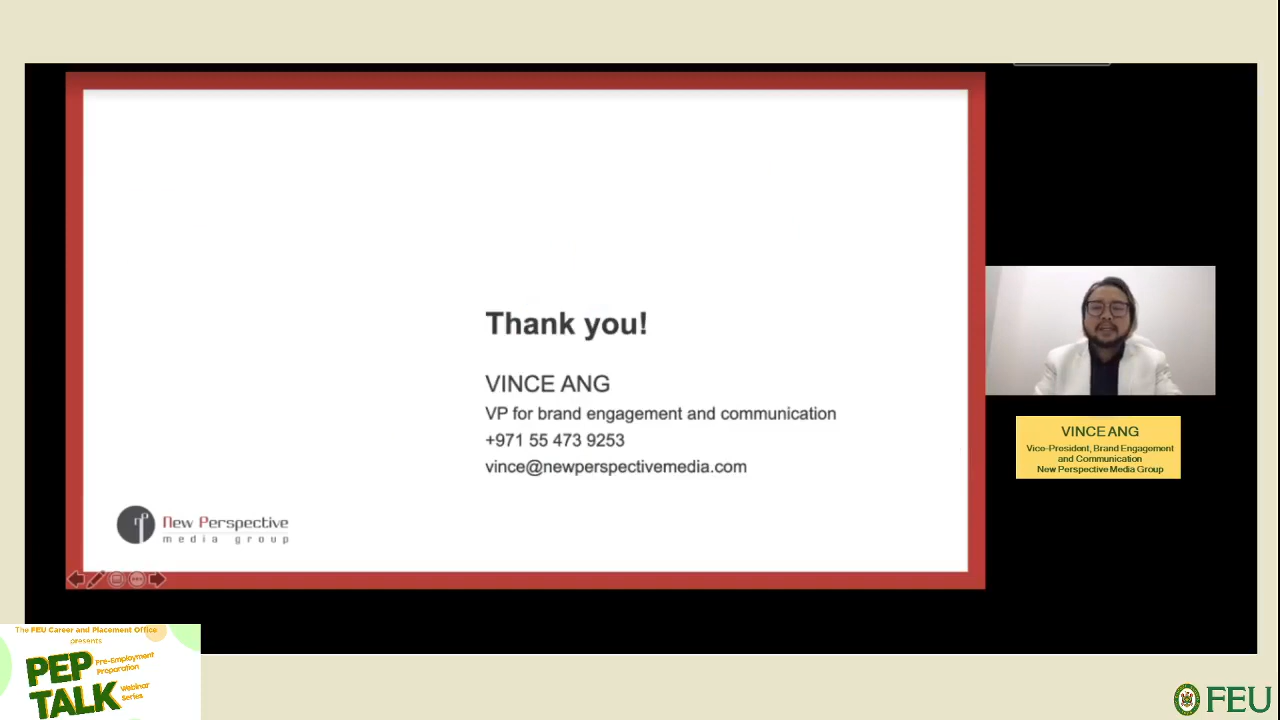 Thank you!
VINCE ANG
VP for brand engagement and communication
+971 55 473 9253
vince@newperspectivemedia.com
New Perspective
media group
VINCE ANG
Vice-President, Brand Engagement
and Communication
New Perspective Media Group
The FEU Career and Placement Office
presents
PEP
Pre-Employment
Preparation
TALK
Webinar
Series
FEU